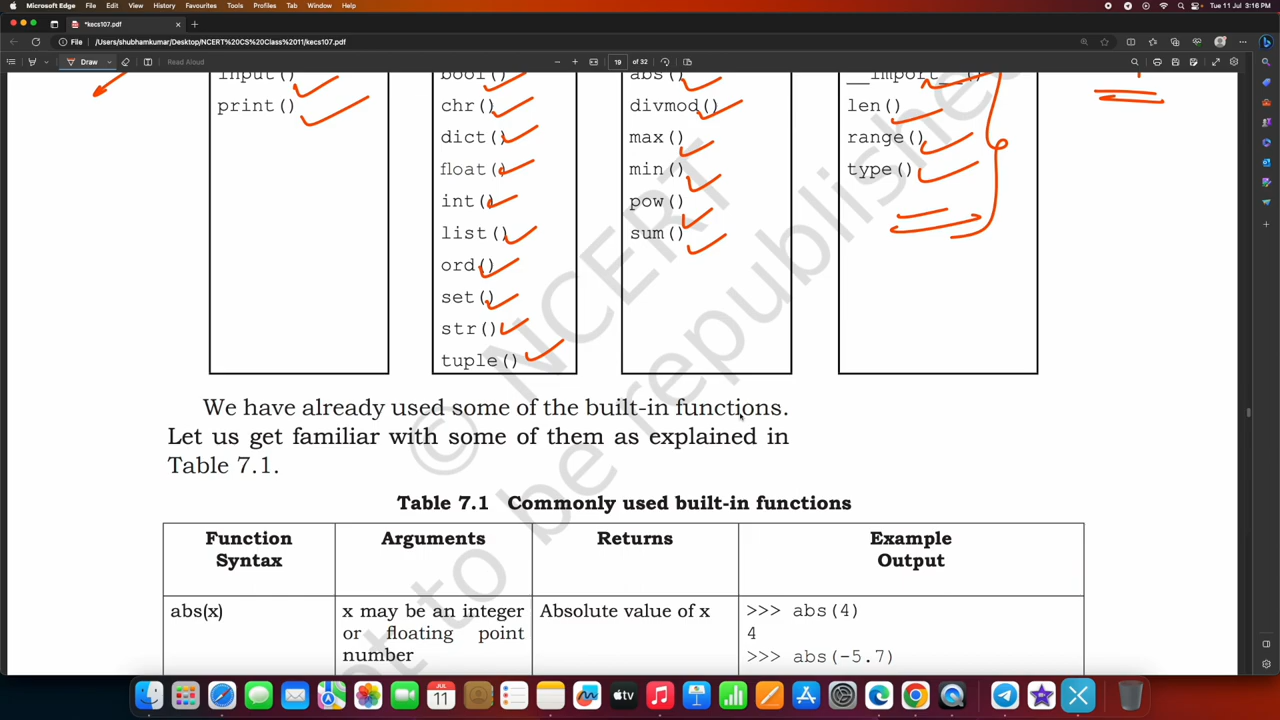 Microsoft Edge File Edit View History Favourites Tools Profiles Tab Window Help Tue 11 Jul 3:16 PM
*kecs107.pdf
File /Users/shubhamkumar/Desktop/NCERT%20CS%20Class%2011/kecs107.pdf
Draw Read Aloud 19 of 32
input()
print()
bool()
chr()
dict()
float()
int()
list()
ord()
set()
str()
tuple()
abs()
divmod()
max()
min()
pow()
sum()
__import__()
len()
range()
type()
© NCERT
not to be republished
We have already used some of the built-in functions.
Let us get familiar with some of them as explained in
Table 7.1.
Table 7.1 Commonly used built-in functions
Function
Syntax
Arguments
Returns
Example
Output
abs(x)
x may be an integer
or floating point
number
Absolute value of x
>>> abs(4)
4
>>> abs(-5.7)
JUL
11
tv